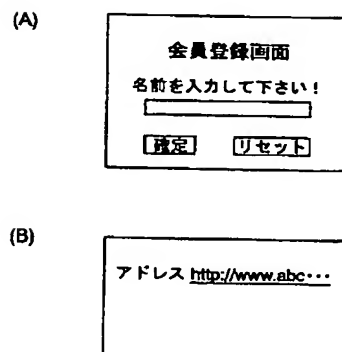 (A)
会員登録画面
名前を入力して下さい!
確定 リセット
(B)
アドレス http://www.abc・・・